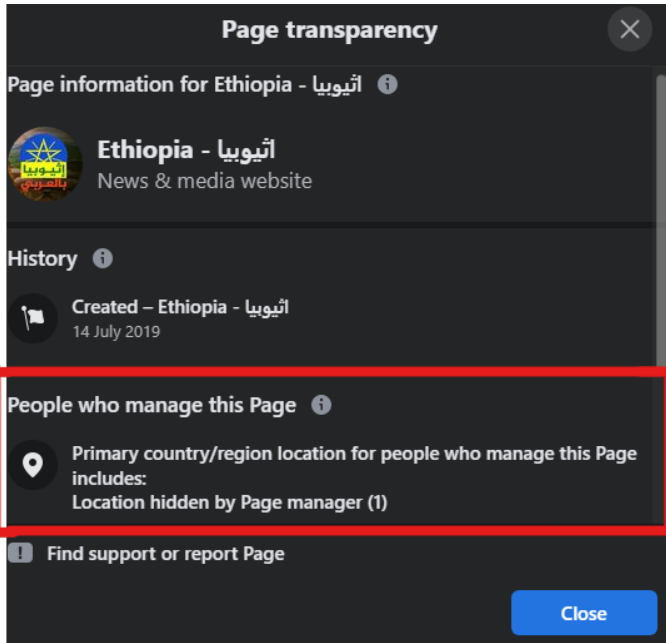 Page transparency
Page information for Ethiopia - اثيوبيا
إثيوبيا
بالعربي
Ethiopia - اثيوبيا
News & media website
History
Created – Ethiopia - اثيوبيا
14 July 2019
People who manage this Page
Primary country/region location for people who manage this Page
includes:
Location hidden by Page manager (1)
Find support or report Page
Close